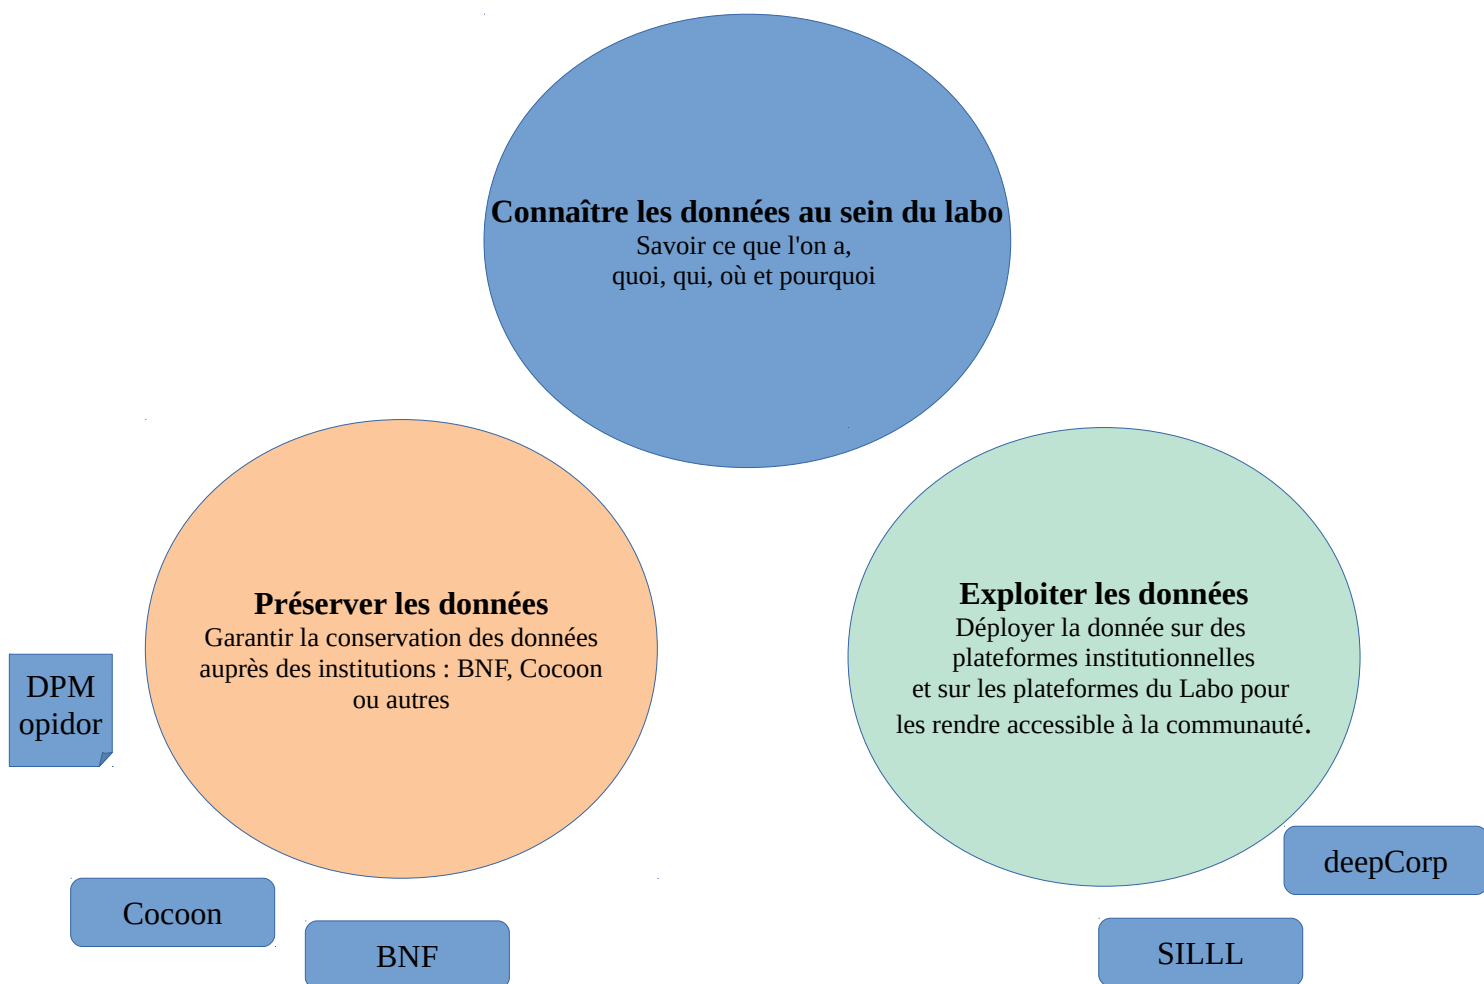 Connaître les données au sein du labo
Savoir ce que l'on a,
quoi, qui, où et pourquoi
Préserver les données
Garantir la conservation des données
auprès des institutions : BNF, Cocoon
ou autres
Exploiter les données
Déployer la donnée sur des
plateformes institutionnelles
et sur les plateformes du Labo pour
les rendre accessible à la communauté.
DPM
opidor
Cocoon
BNF
deepCorp
SILLL